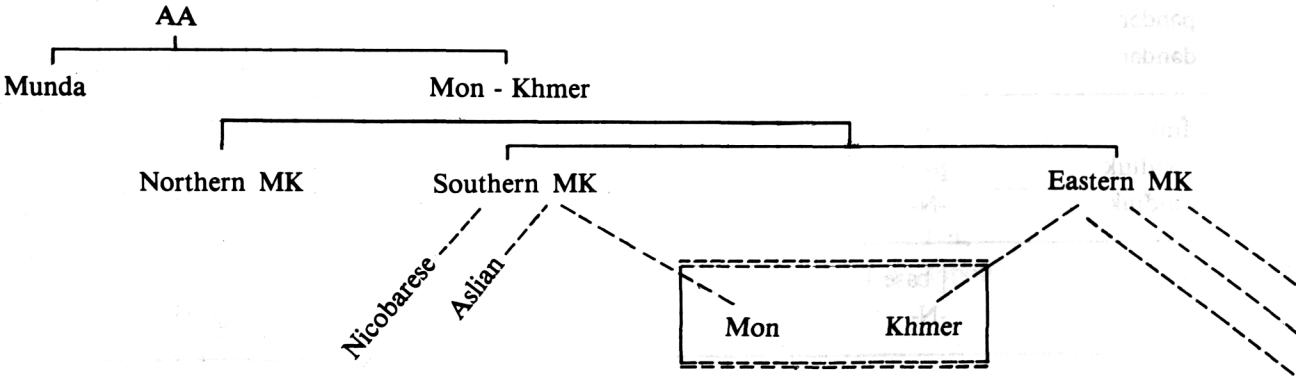 AA
Munda Mon - Khmer
Northern MK Southern MK Eastern MK
Nicobarese Aslian
Mon Khmer